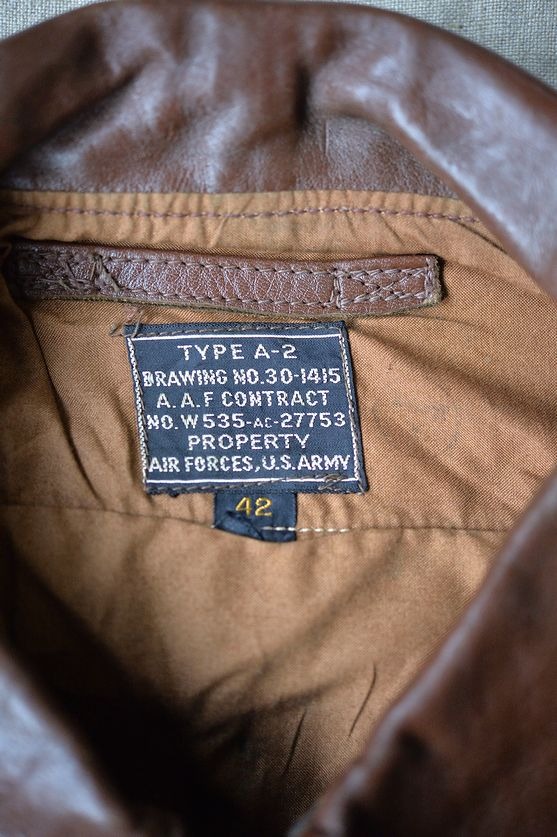 TYPE A-2
DRAWING NO.30-1415
A.A.F CONTRACT
NO.W535-AC-27753
PROPERTY
AIR FORCES,U.S.ARMY
42